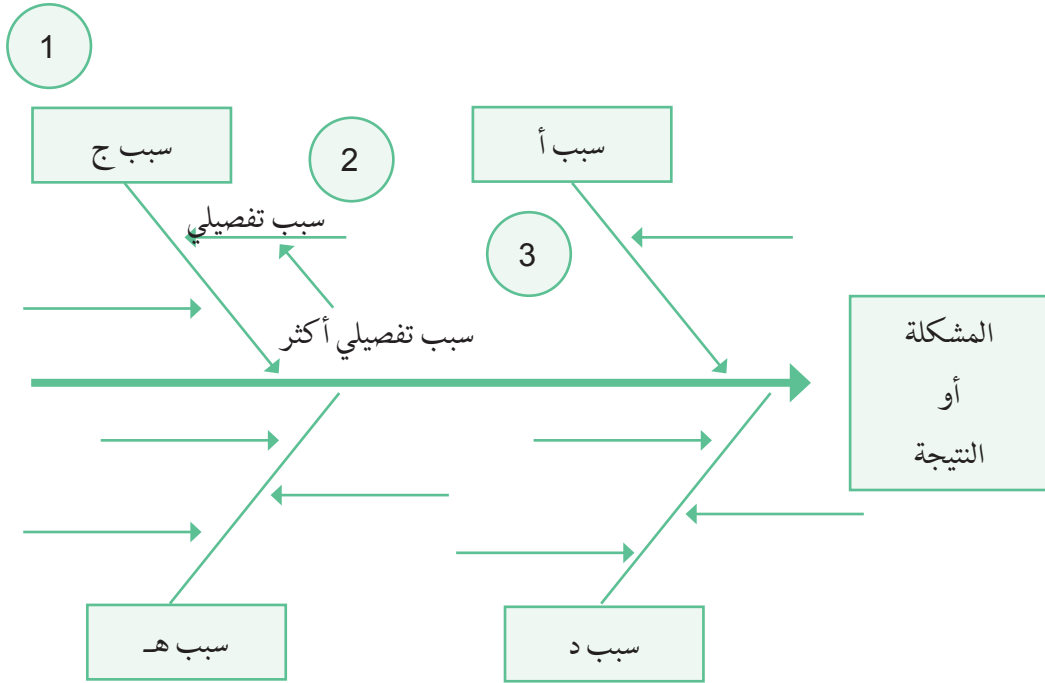 1
سبب أ
سبب ج
2
سبب تفصيلي
3
سبب تفصيلي أكثر
المشكلة
أو
النتيجة
سبب د
سبب هـ